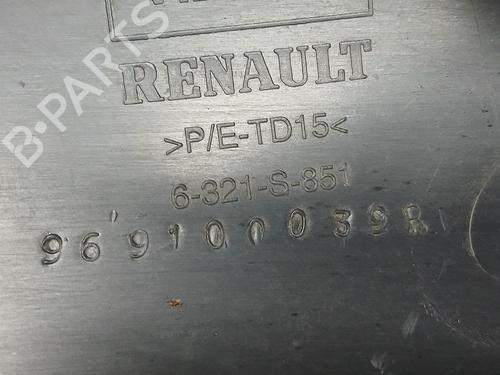 RENAULT
>P/E-TD15<
6-321-S-851
969100039R
B-PARTS